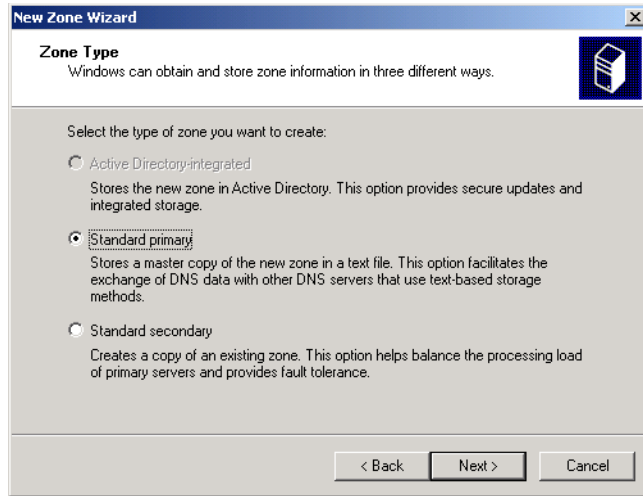 New Zone Wizard
Zone Type
Windows can obtain and store zone information in three different ways.
Select the type of zone you want to create:
Active Directory-integrated
Stores the new zone in Active Directory. This option provides secure updates and
integrated storage.
Standard primary
Stores a master copy of the new zone in a text file. This option facilitates the
exchange of DNS data with other DNS servers that use text-based storage
methods.
Standard secondary
Creates a copy of an existing zone. This option helps balance the processing load
of primary servers and provides fault tolerance.
< Back Next > Cancel